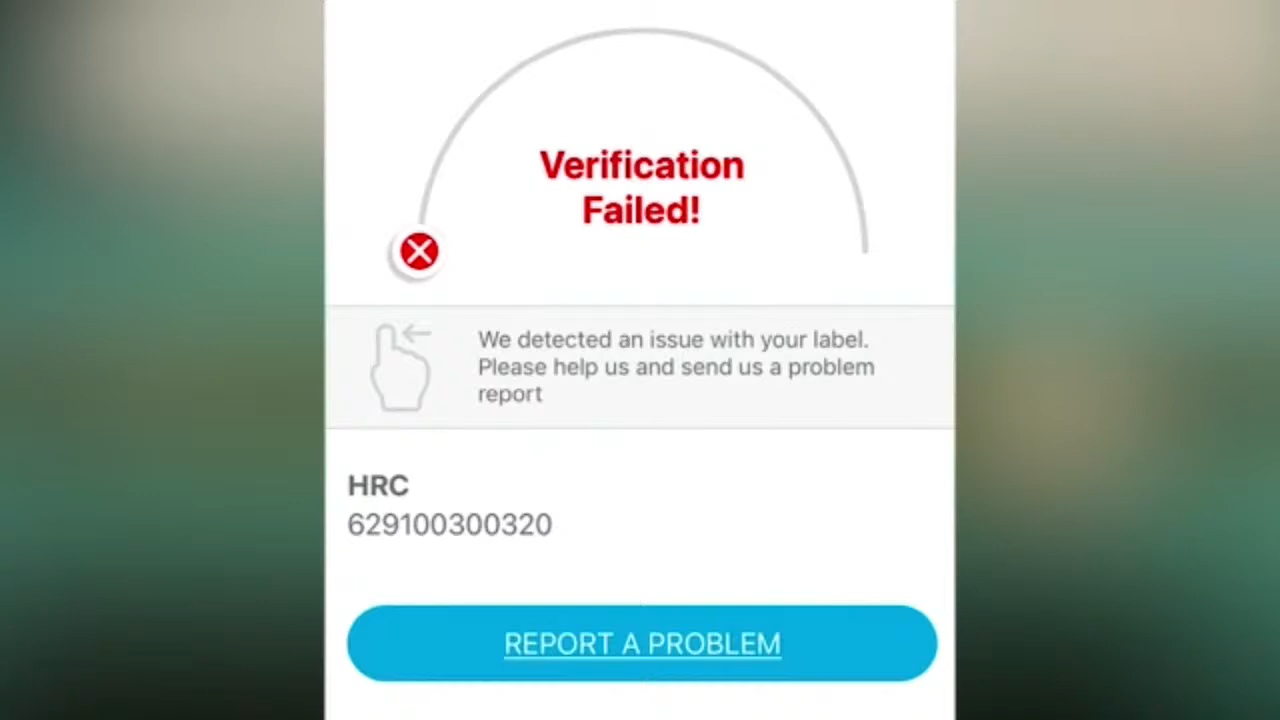 Verification
Failed!
We detected an issue with your label.
Please help us and send us a problem
report
HRC
629100300320
REPORT A PROBLEM